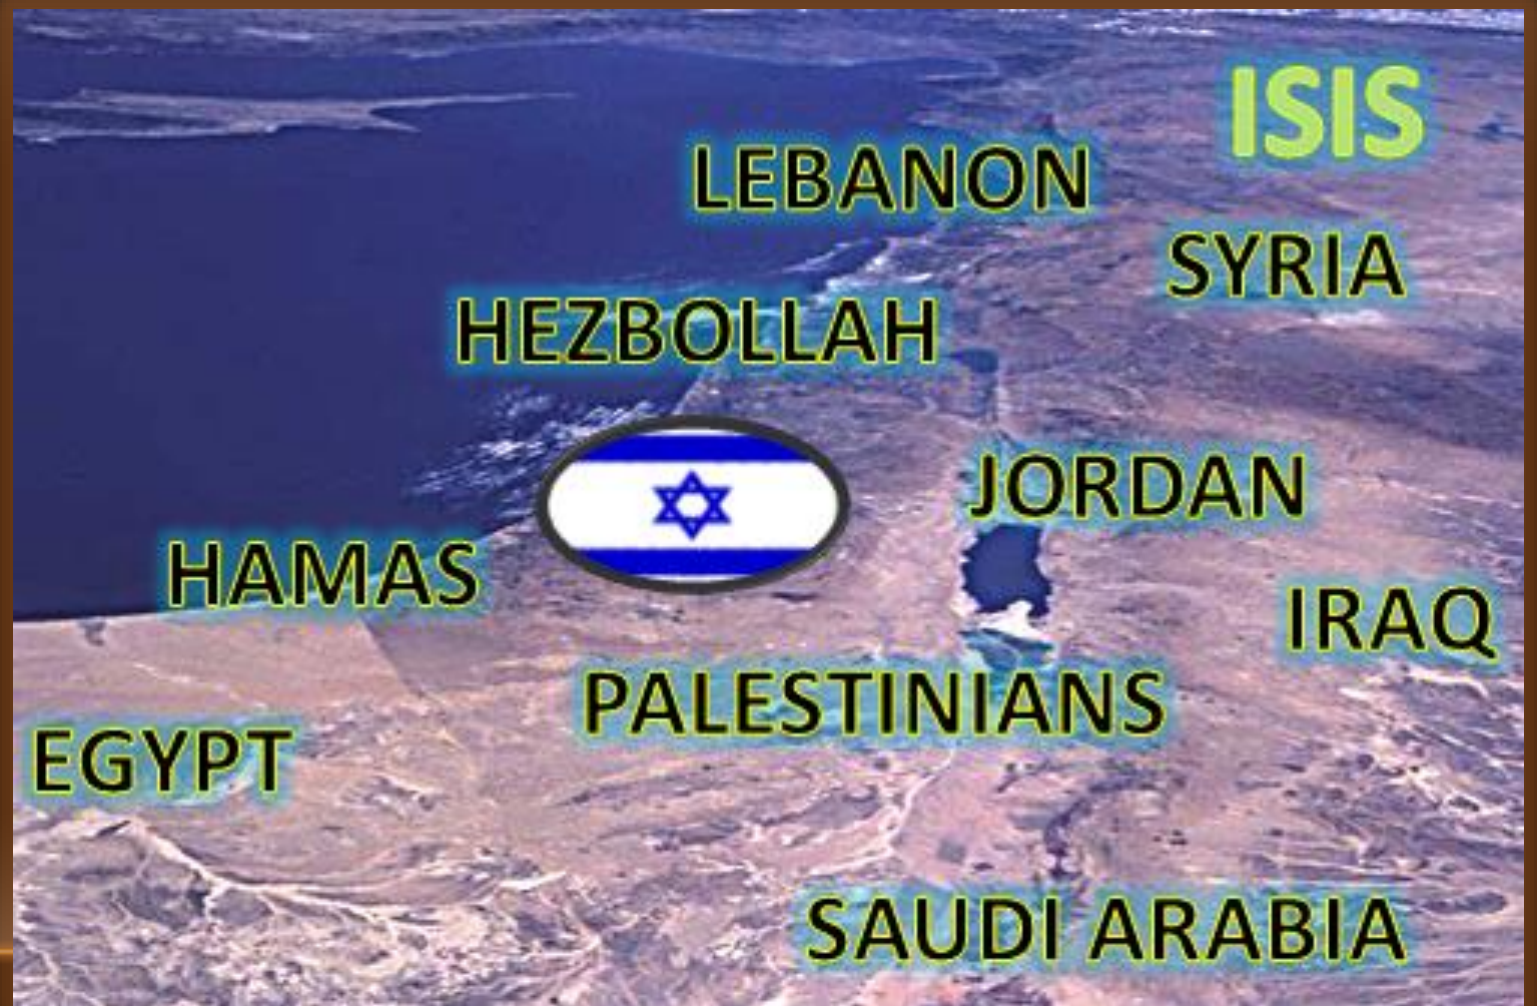 ISIS
LEBANON
SYRIA
HEZBOLLAH
JORDAN
HAMAS
IRAQ
PALESTINIANS
EGYPT
SAUDI ARABIA